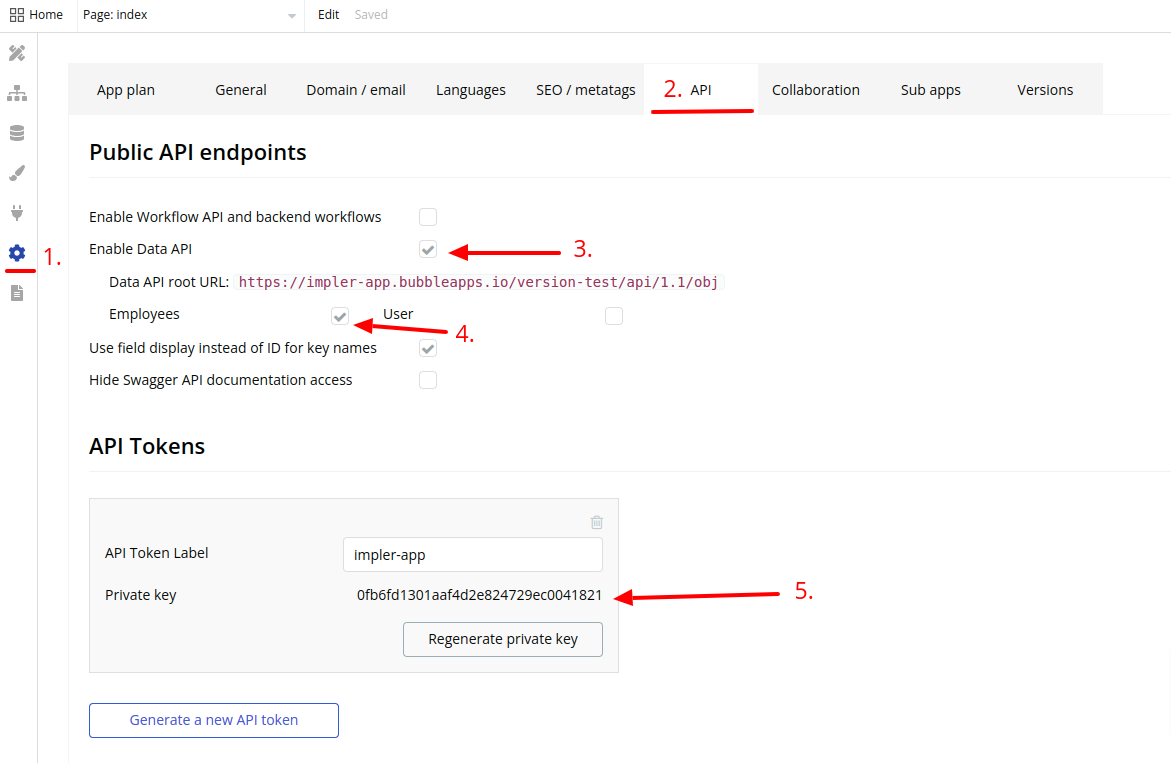 Home Page: index Edit Saved
App plan General Domain / email Languages SEO / metatags 2. API Collaboration Sub apps Versions
Public API endpoints
Enable Workflow API and backend workflows
1. Enable Data API 3.
Data API root URL: https://impler-app.bubbleapps.io/version-test/api/1.1/obj
Employees User
4.
Use field display instead of ID for key names
Hide Swagger API documentation access
API Tokens
API Token Label impler-app
Private key 0fb6fd1301aaf4d2e824729ec0041821 5.
Regenerate private key
Generate a new API token